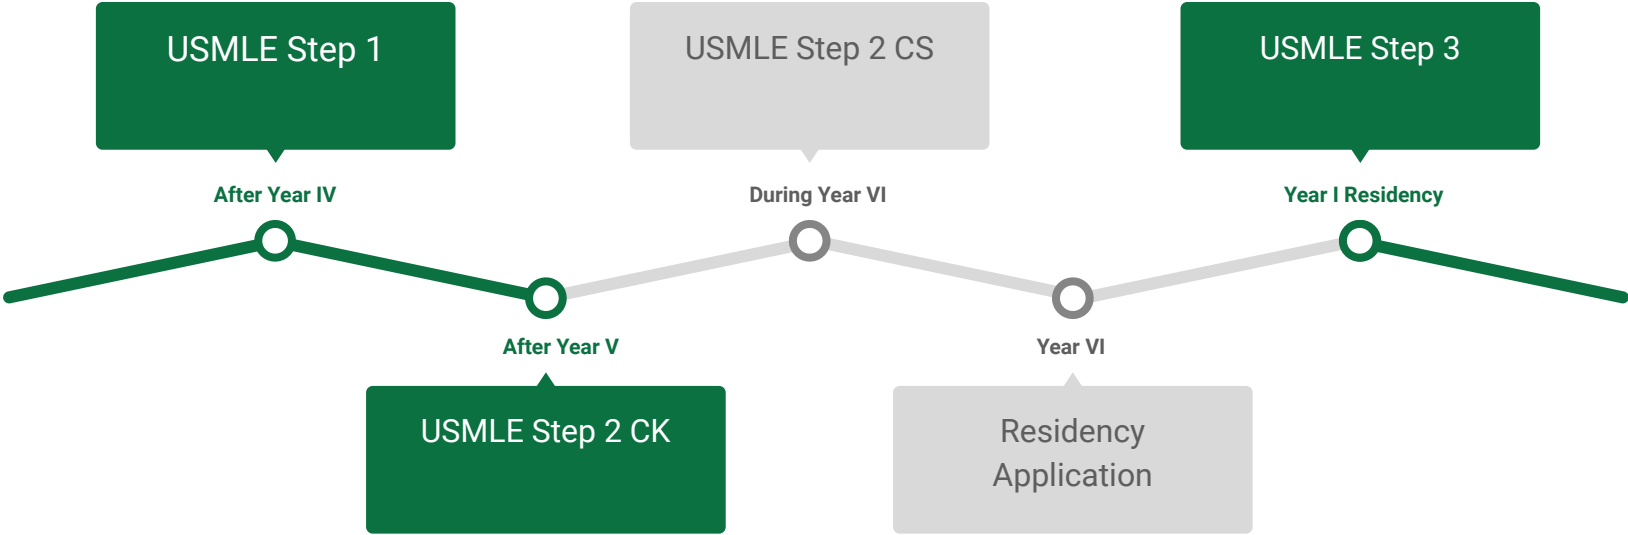 USMLE Step 1
After Year IV
After Year V
USMLE Step 2 CK
USMLE Step 2 CS
During Year VI
Year VI
Residency
Application
USMLE Step 3
Year I Residency